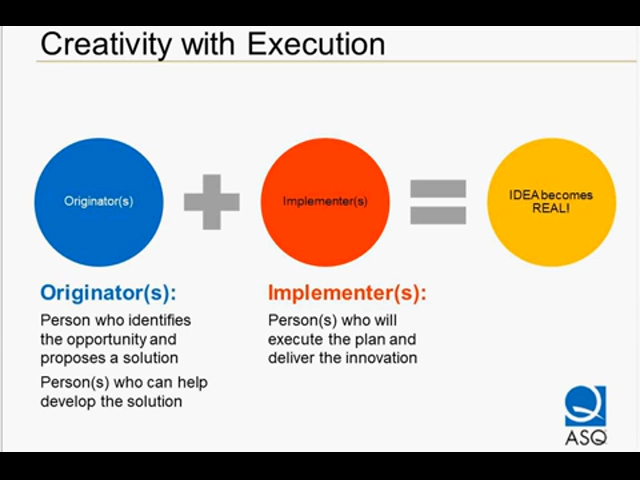 Creativity with Execution
Originator(s)
Implementer(s)
IDEA becomes
REAL!
Originator(s):
Person who identifies
the opportunity and
proposes a solution
Person(s) who can help
develop the solution
Implementer(s):
Person(s) who will
execute the plan and
deliver the innovation
ASQ